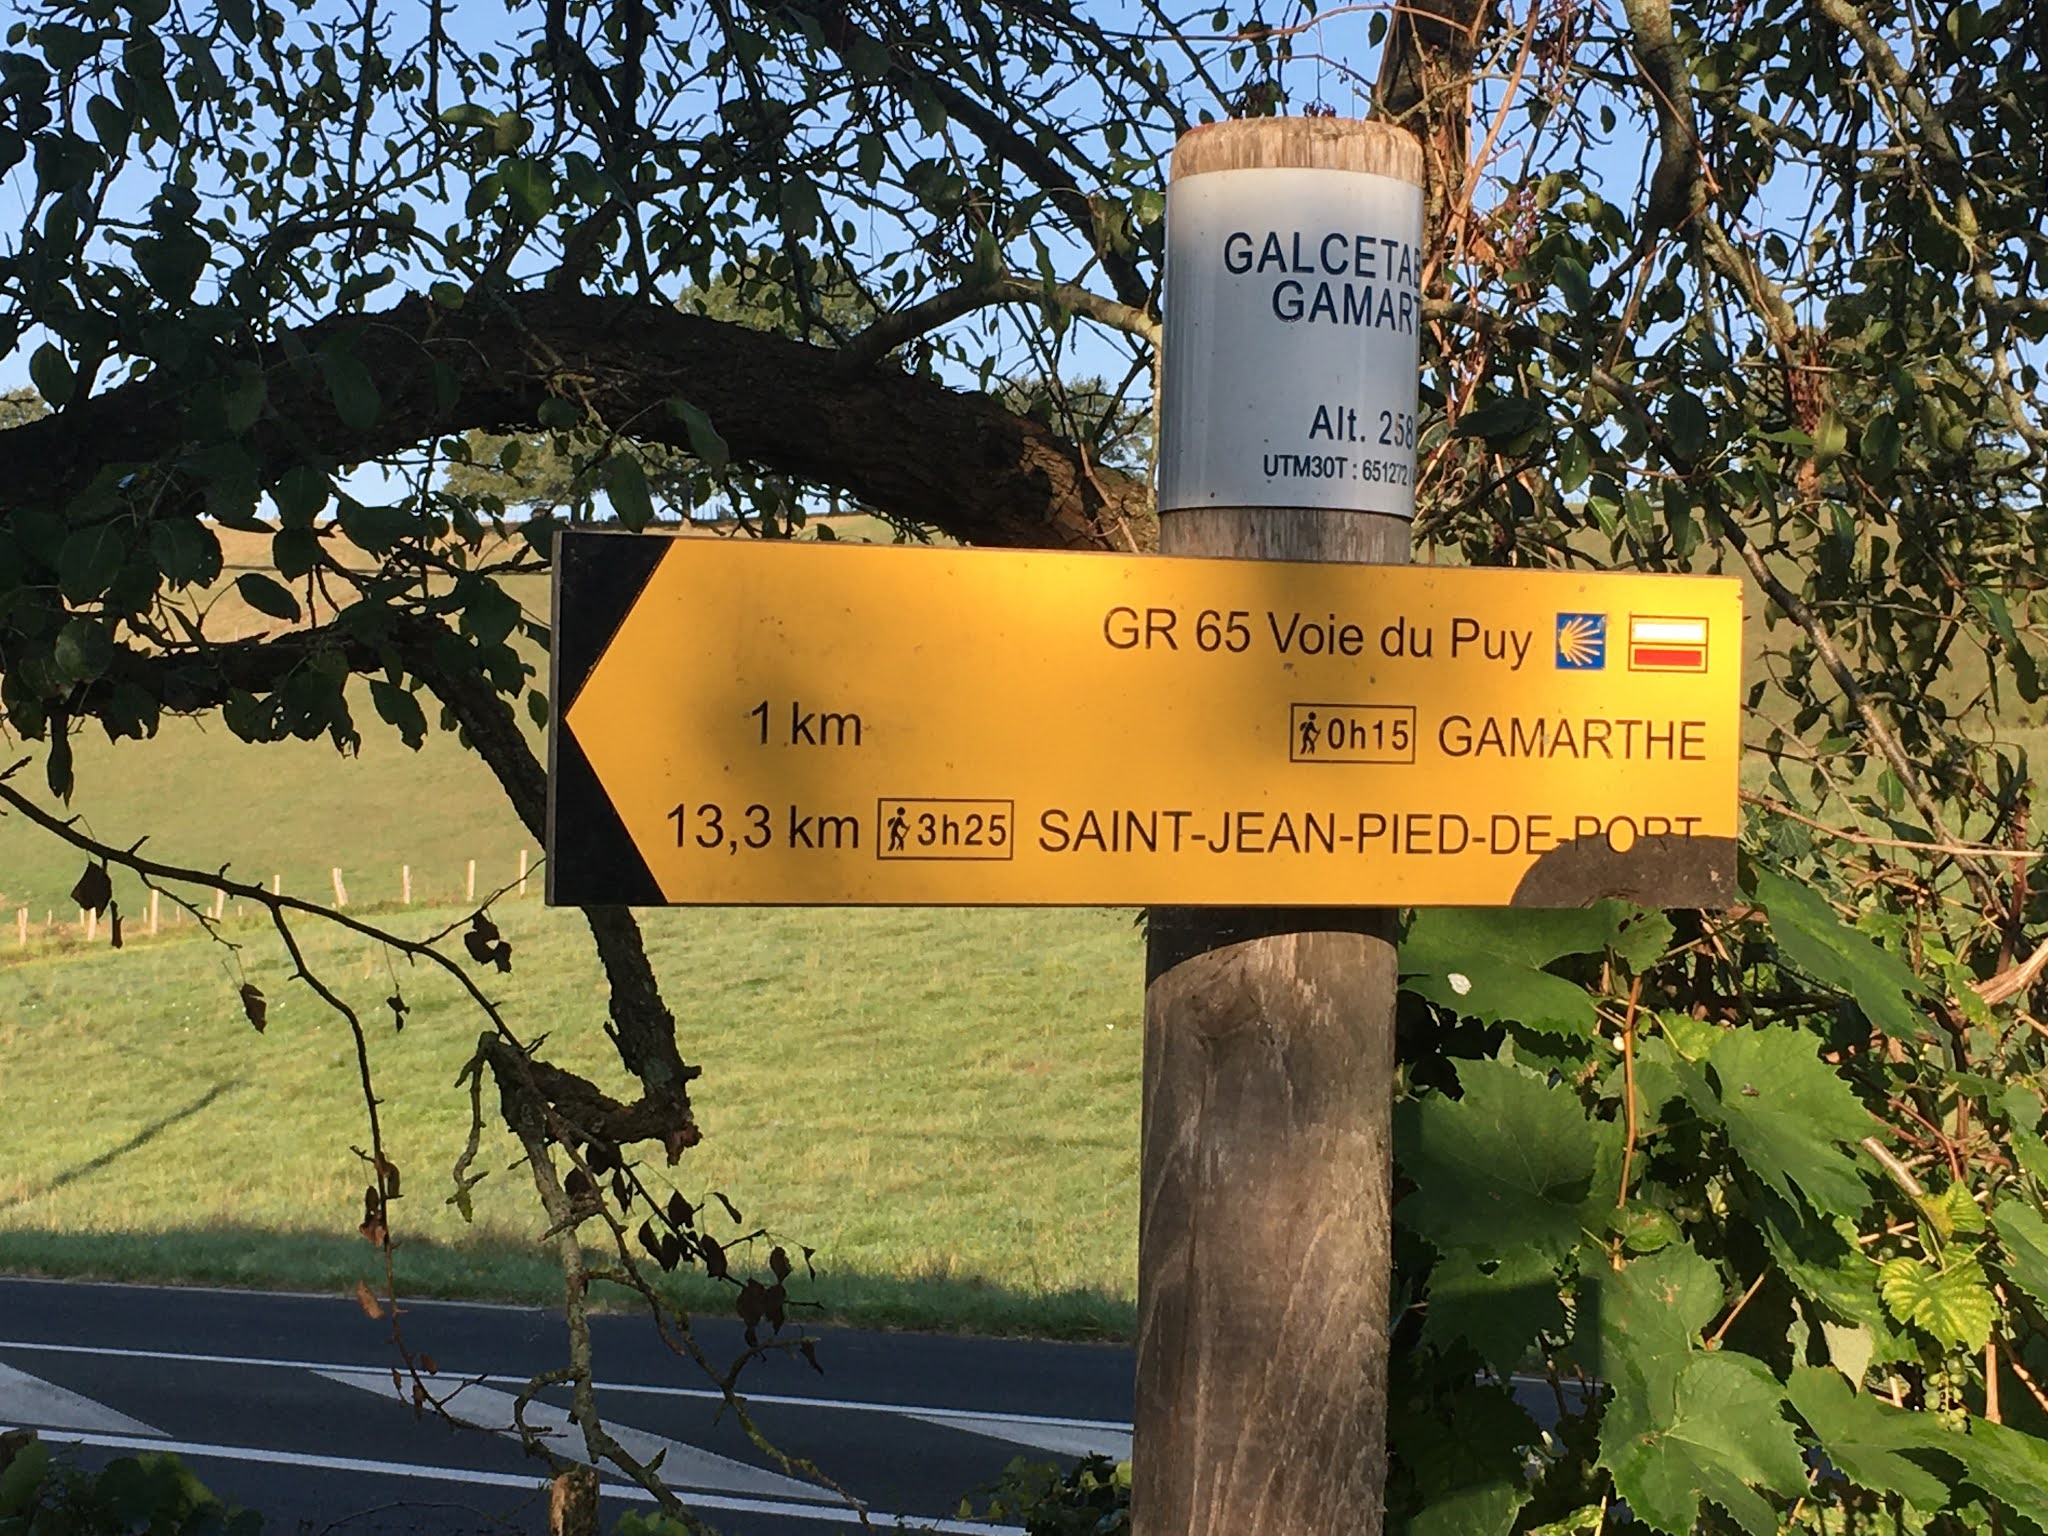 GALCETAB
GAMART
Alt. 258
UTM30T : 651272
GR 65 Voie du Puy
1 km 0h15 GAMARTHE
13,3 km 3h25 SAINT-JEAN-PIED-DE-PORT